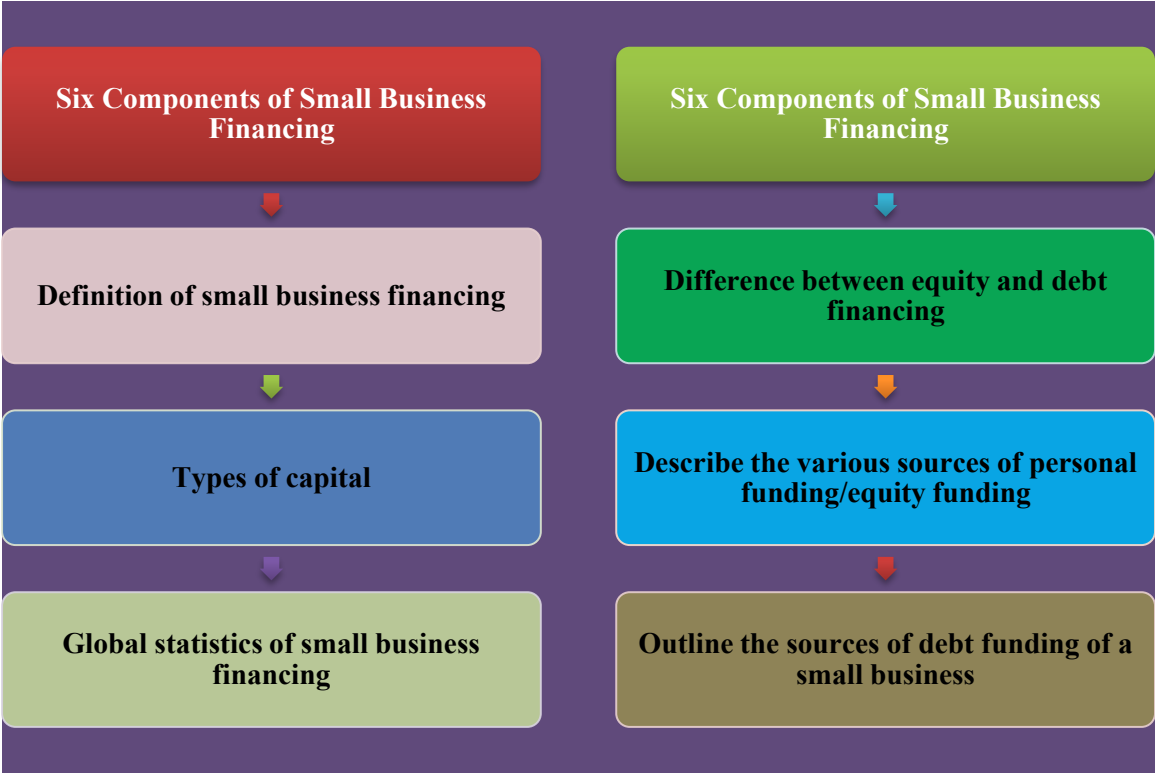 Six Components of Small Business
Financing
Definition of small business financing
Types of capital
Global statistics of small business
financing
Six Components of Small Business
Financing
Difference between equity and debt
financing
Describe the various sources of personal
funding/equity funding
Outline the sources of debt funding of a
small business